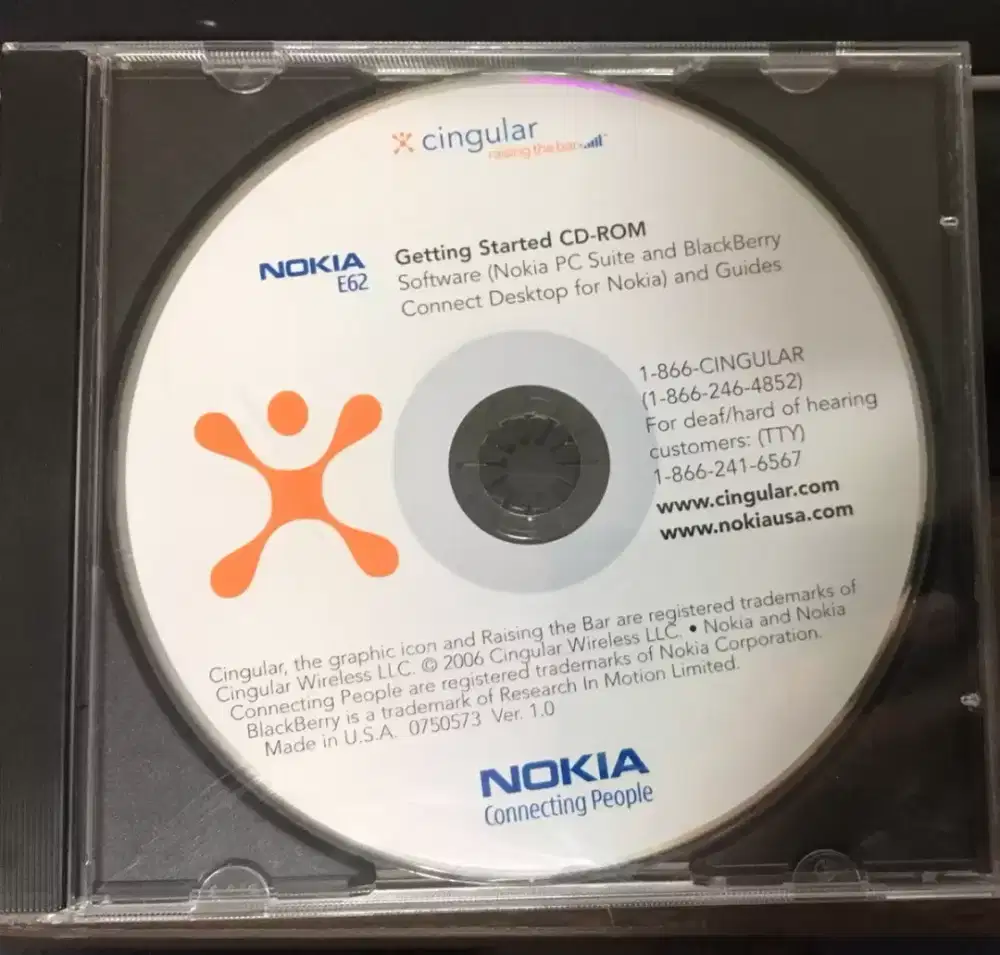 cingular
raising the bar
NOKIA
E62
Getting Started CD-ROM
Software (Nokia PC Suite and BlackBerry
Connect Desktop for Nokia) and Guides
1-866-CINGULAR
(1-866-246-4852)
For deaf/hard of hearing
customers: (TTY)
1-866-241-6567
www.cingular.com
www.nokiausa.com
Cingular, the graphic icon and Raising the Bar are registered trademarks of
Cingular Wireless LLC. © 2006 Cingular Wireless LLC. • Nokia and Nokia
Connecting People are registered trademarks of Nokia Corporation.
BlackBerry is a trademark of Research In Motion Limited.
Made in U.S.A. 0750573 Ver. 1.0
NOKIA
Connecting People